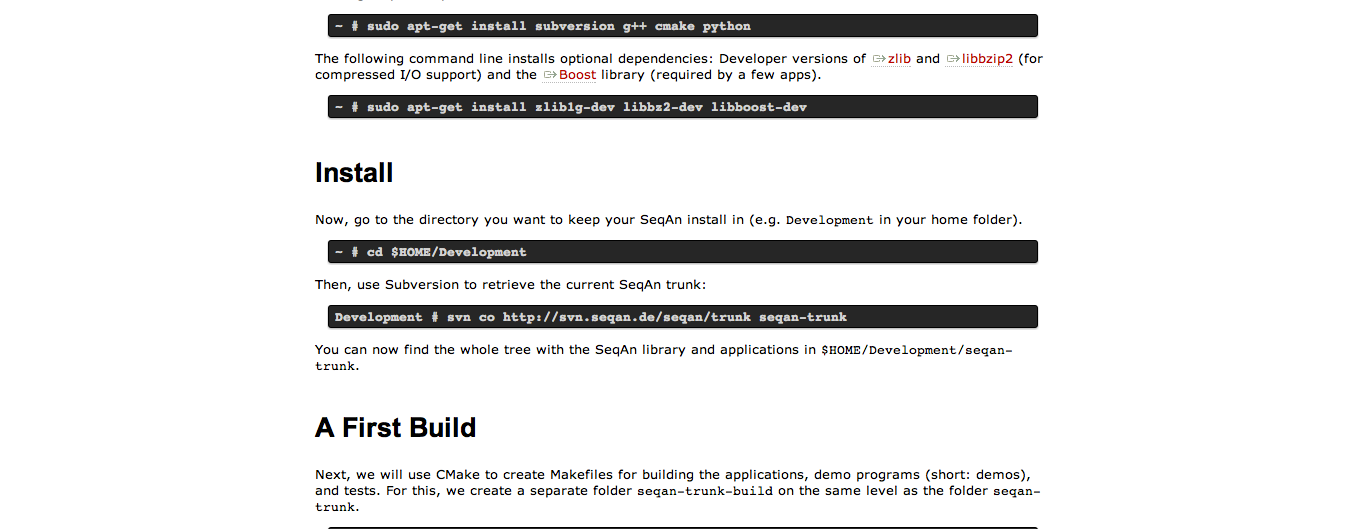 ~ # sudo apt-get install subversion g++ cmake python
The following command line installs optional dependencies: Developer versions of zlib and libbzip2 (for
compressed I/O support) and the Boost library (required by a few apps).
~ # sudo apt-get install zlib1g-dev libbz2-dev libboost-dev
Install
Now, go to the directory you want to keep your SeqAn install in (e.g. Development in your home folder).
~ # cd $HOME/Development
Then, use Subversion to retrieve the current SeqAn trunk:
Development # svn co http://svn.seqan.de/seqan/trunk seqan-trunk
You can now find the whole tree with the SeqAn library and applications in $HOME/Development/seqan-
trunk.
A First Build
Next, we will use CMake to create Makefiles for building the applications, demo programs (short: demos),
and tests. For this, we create a separate folder seqan-trunk-build on the same level as the folder seqan-
trunk.